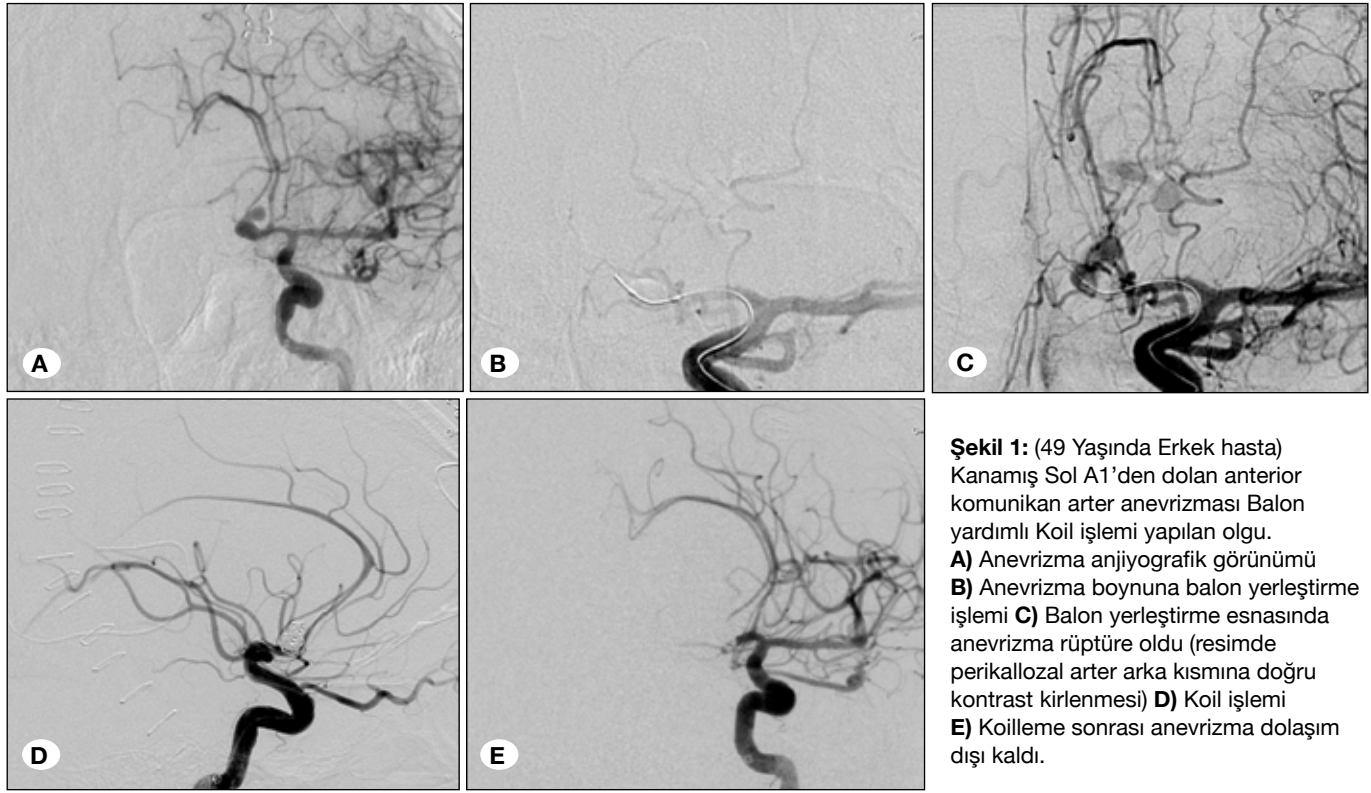 A
B
C
D
E
Şekil 1: (49 Yaşında Erkek hasta)
Kanamış Sol A1’den dolan anterior
komunikan arter anevrizması Balon
yardımlı Koil işlemi yapılan olgu.
A) Anevrizma anjiyografik görünümü
B) Anevrizma boynuna balon yerleştirme
işlemi C) Balon yerleştirme esnasında
anevrizma rüptüre oldu (resimde
perikallozal arter arka kısmına doğru
kontrast kirlenmesi) D) Koil işlemi
E) Koilleme sonrası anevrizma dolaşım
dışı kaldı.